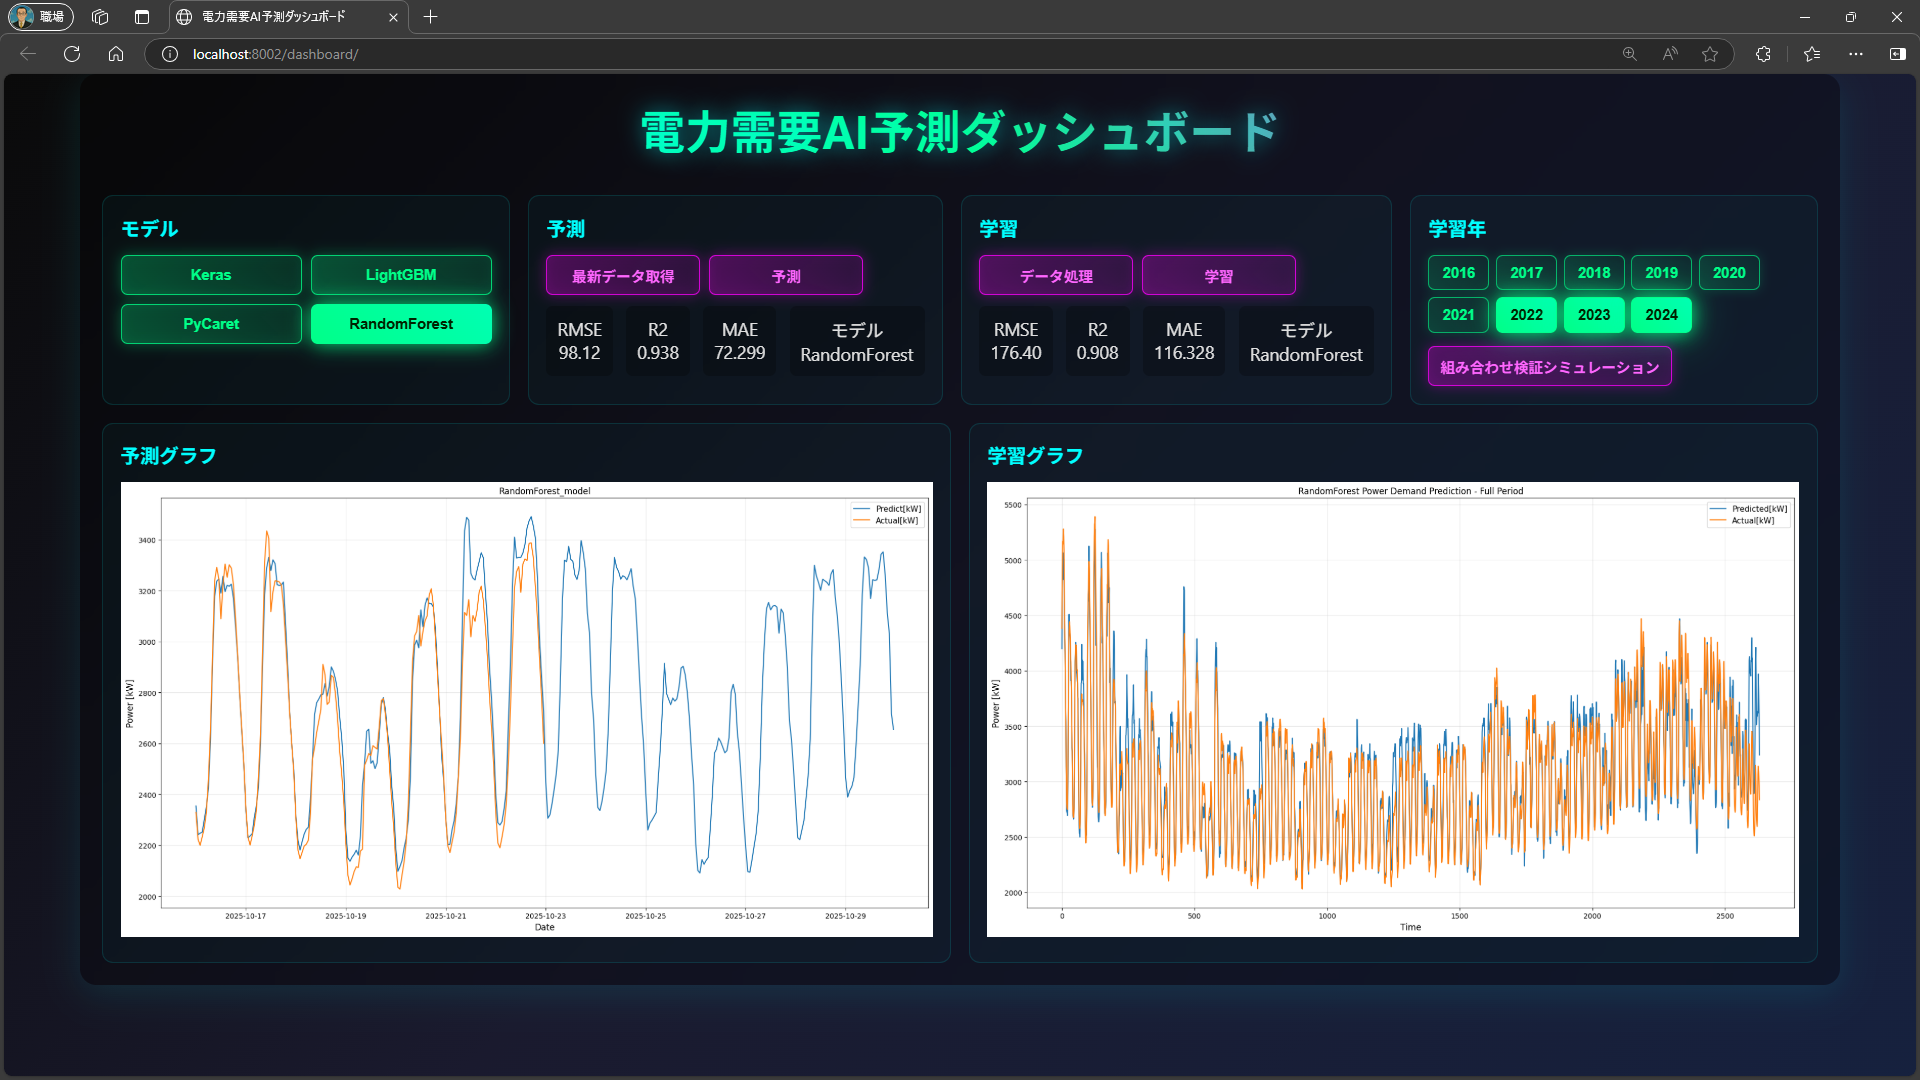 職場
電力需要AI予測ダッシュボード
localhost:8002/dashboard/
電力需要AI予測ダッシュボード
モデル
Keras
LightGBM
PyCaret
RandomForest
予測
最新データ取得
予測
RMSE
98.12
R2
0.938
MAE
72.299
モデル
RandomForest
学習
データ処理
学習
RMSE
176.40
R2
0.908
MAE
116.328
モデル
RandomForest
学習年
2016 2017 2018 2019 2020
2021 2022 2023 2024
組み合わせ検証シミュレーション
予測グラフ
RandomForest_model
Predict[kW]
Actual[kW]
Power [kW]
3400
3200
3000
2800
2600
2400
2200
2000
2025-10-17 2025-10-19 2025-10-21 2025-10-23 2025-10-25 2025-10-27 2025-10-29
Date
学習グラフ
RandomForest Power Demand Prediction - Full Period
Predicted[kW]
Actual[kW]
Power [kW]
5500
5000
4500
4000
3500
3000
2500
2000
0 500 1000 1500 2000 2500
Time